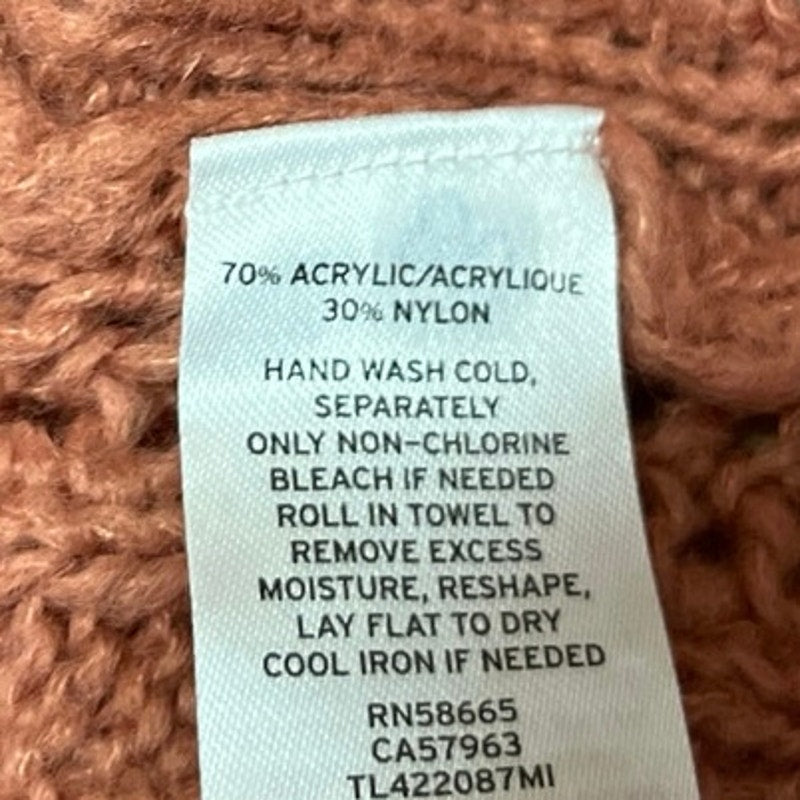 70% ACRYLIC/ACRYLIQUE
30% NYLON
HAND WASH COLD,
SEPARATELY
ONLY NON-CHLORINE
BLEACH IF NEEDED
ROLL IN TOWEL TO
REMOVE EXCESS
MOISTURE, RESHAPE,
LAY FLAT TO DRY
COOL IRON IF NEEDED
RN58665
CA57963
TL422087MI